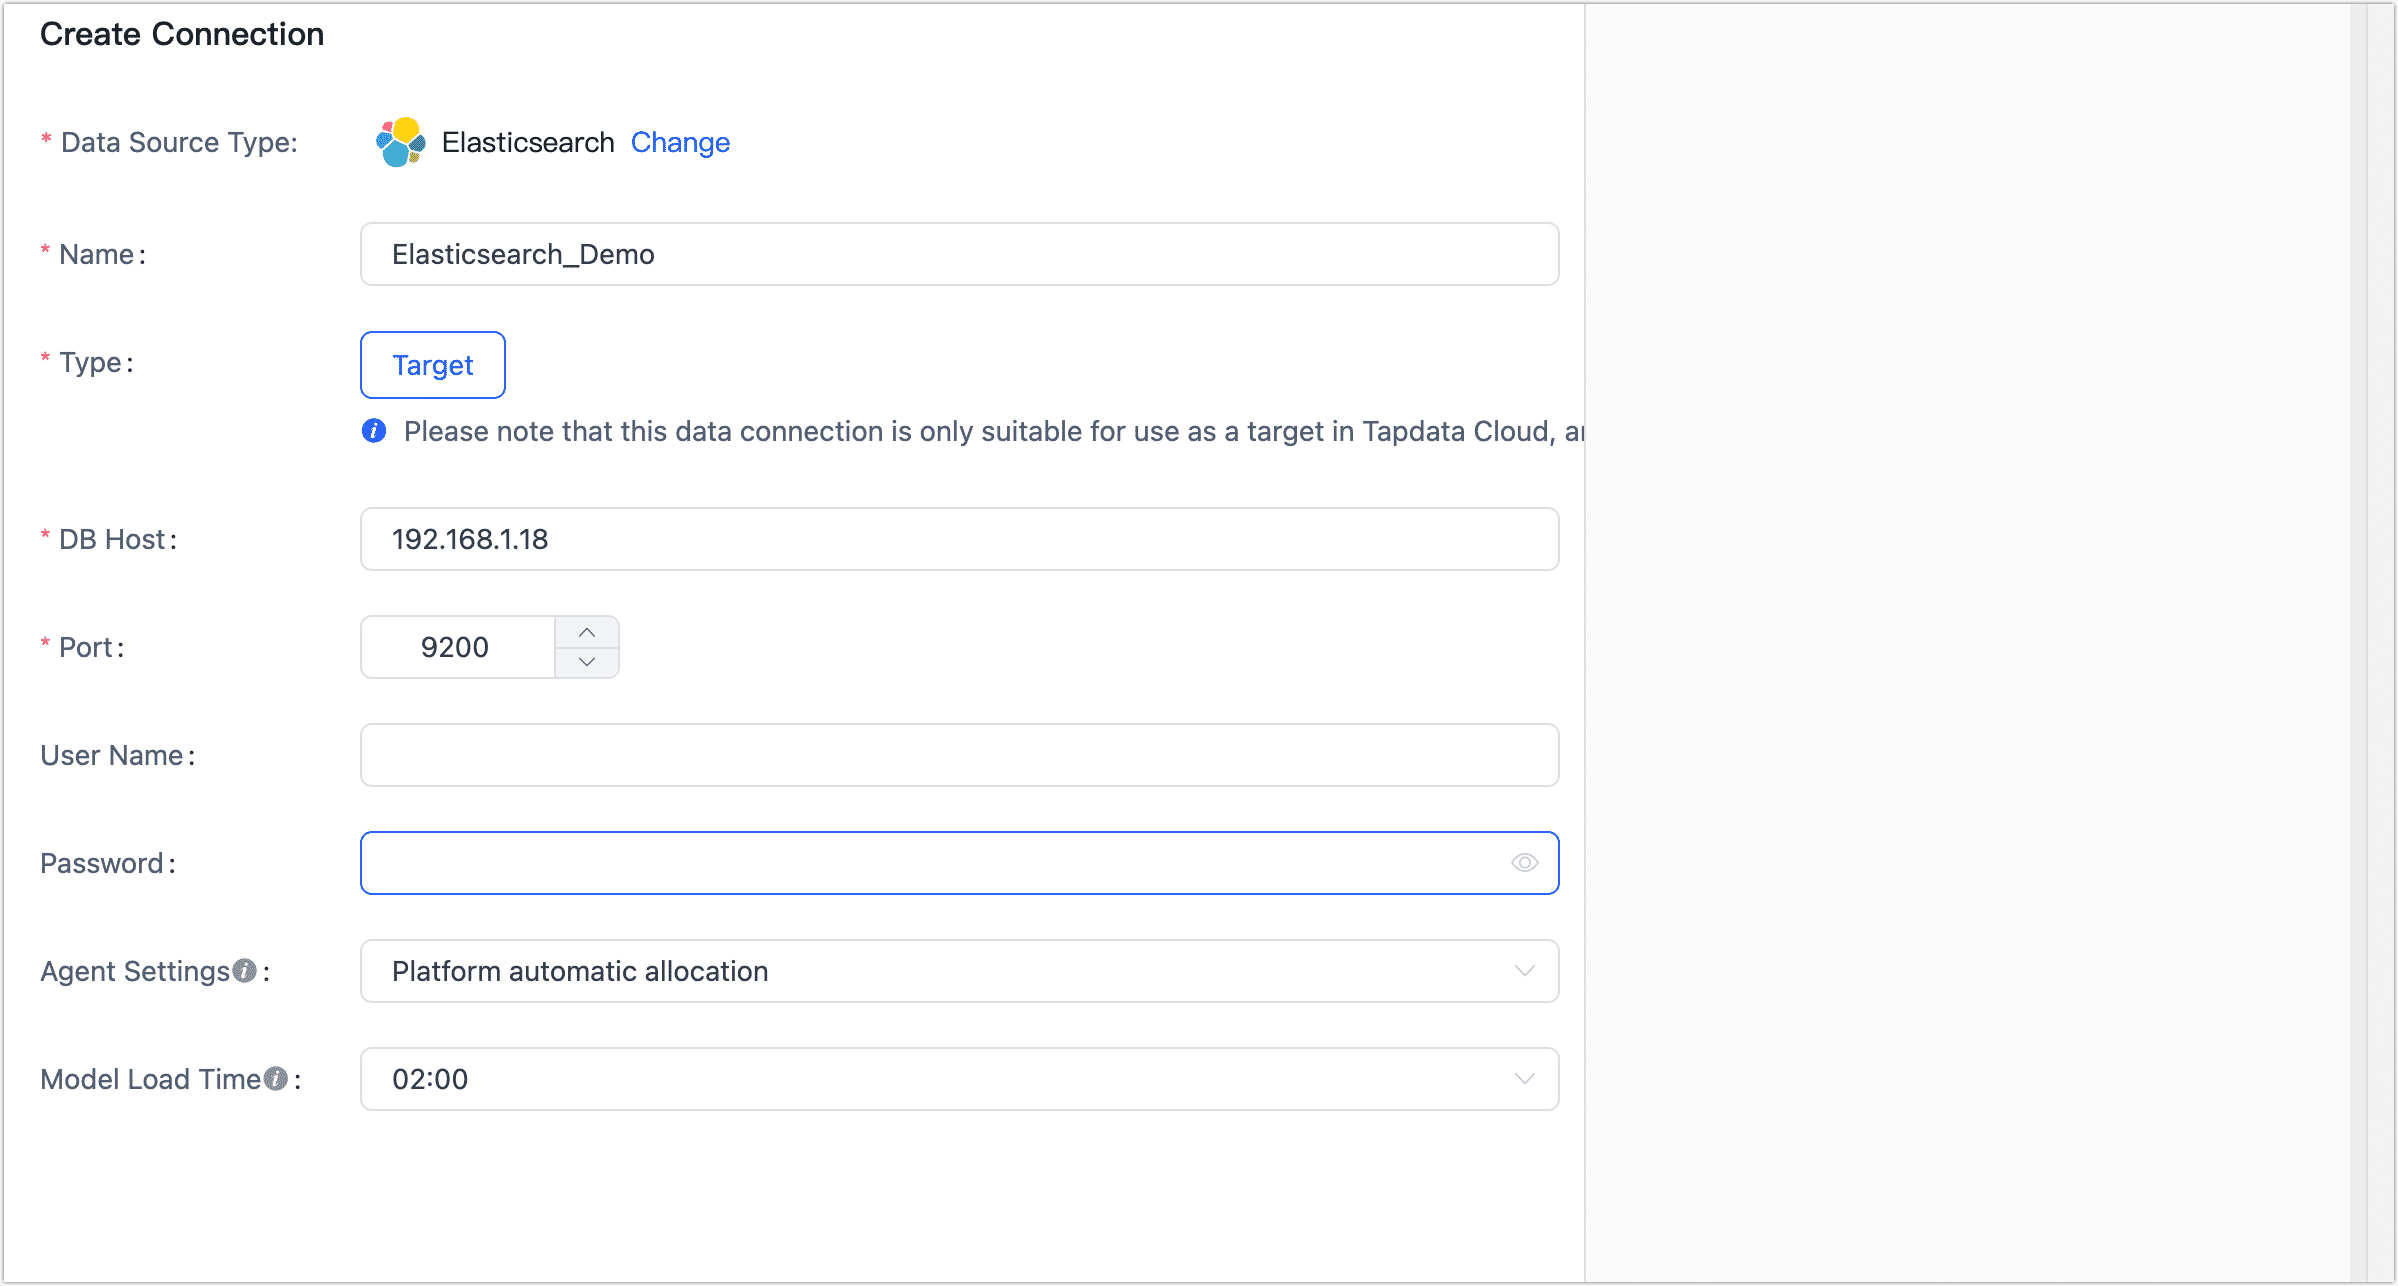 Create Connection
* Data Source Type: Elasticsearch Change
* Name: Elasticsearch_Demo
* Type: Target
Please note that this data connection is only suitable for use as a target in Tapdata Cloud,
* DB Host: 192.168.1.18
* Port: 9200
User Name:
Password:
Agent Settings: Platform automatic allocation
Model Load Time: 02:00